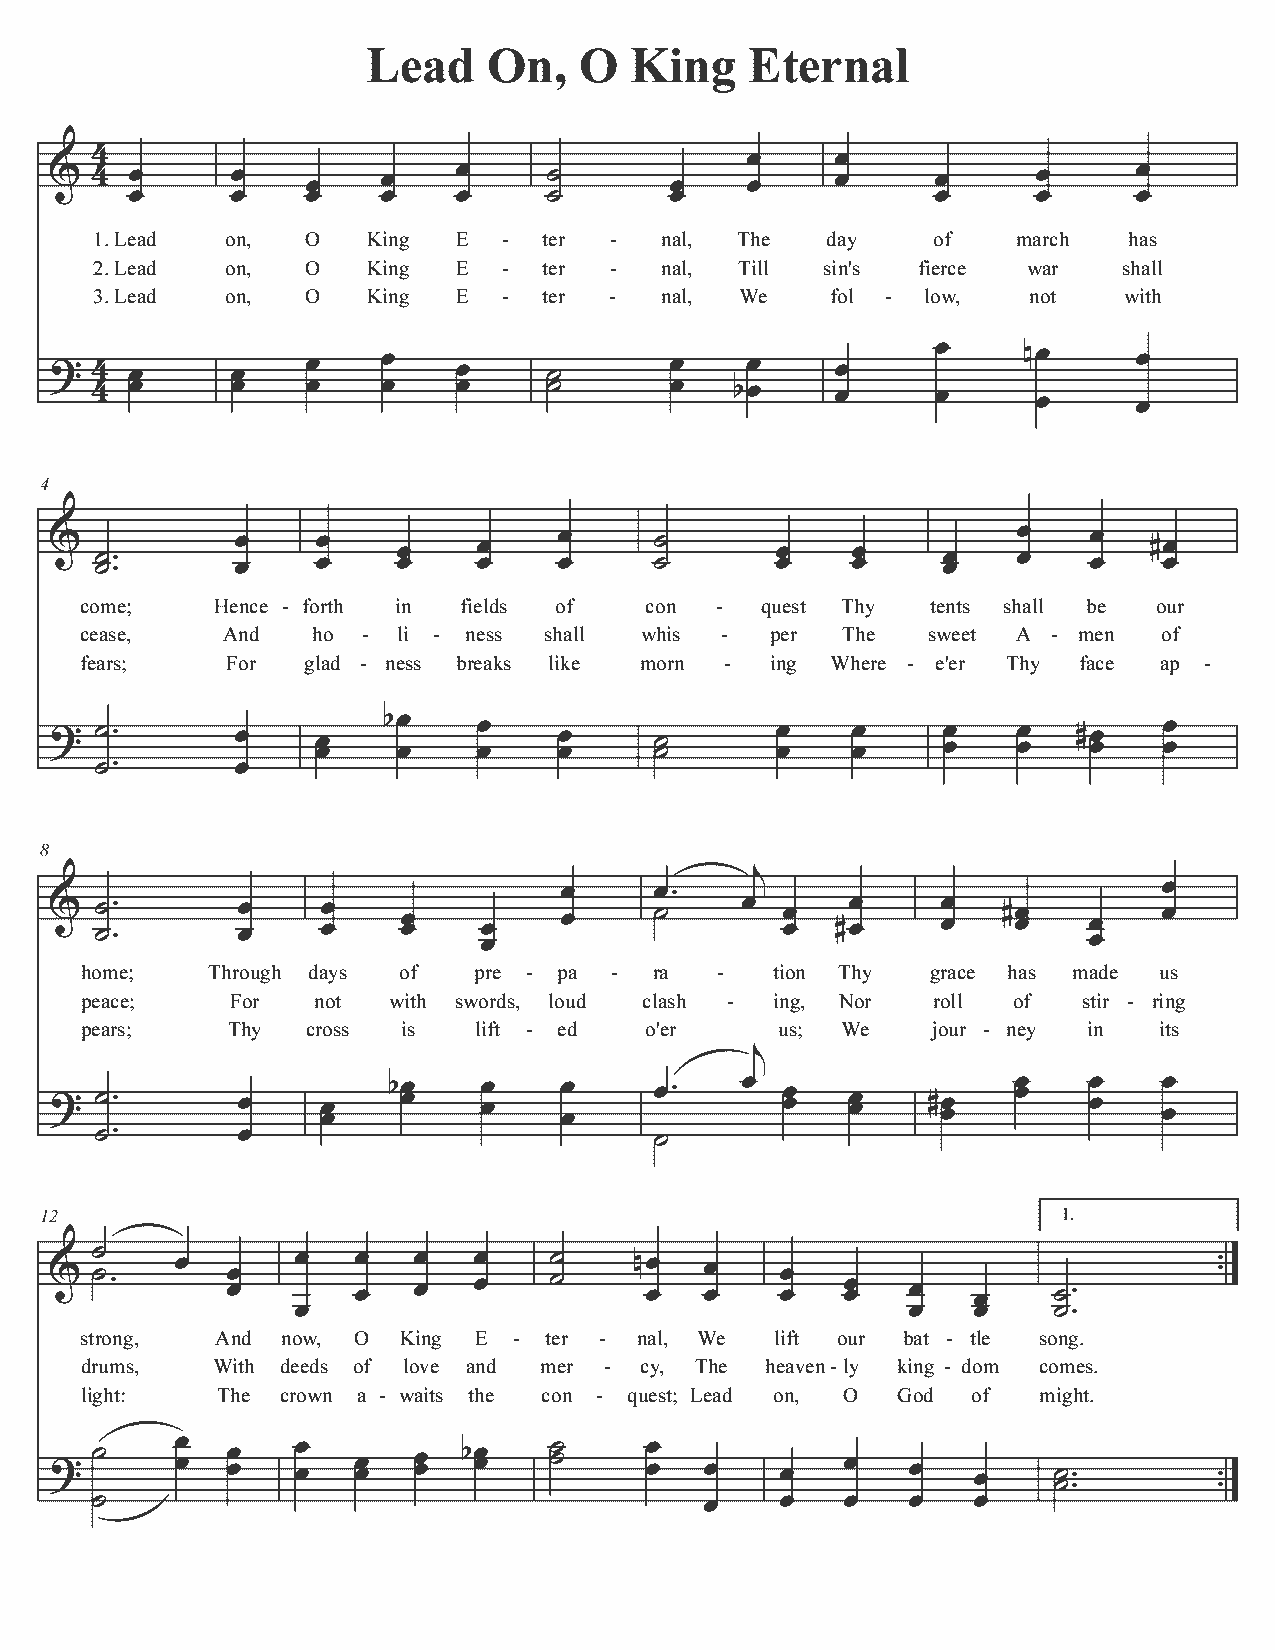 Lead On, O King Eternal
1. Lead on, O King E - ter - nal, The day of march has
2. Lead on, O King E - ter - nal, Till sin's fierce war shall
3. Lead on, O King E - ter - nal, We fol - low, not with
4
come; Hence - forth in fields of con - quest Thy tents shall be our
cease, And ho - li - ness shall whis - per The sweet A - men of
fears; For glad - ness breaks like morn - ing Where - e'er Thy face ap -
8
home; Through days of pre - pa - ra - tion Thy grace has made us
peace; For not with swords, loud clash - ing, Nor roll of stir - ring
pears; Thy cross is lift - ed o'er us; We jour - ney in its
12
1.
strong, And now, O King E - ter - nal, We lift our bat - tle song.
drums, With deeds of love and mer - cy, The heaven - ly king - dom comes.
light: The crown a - waits the con - quest; Lead on, O God of might.